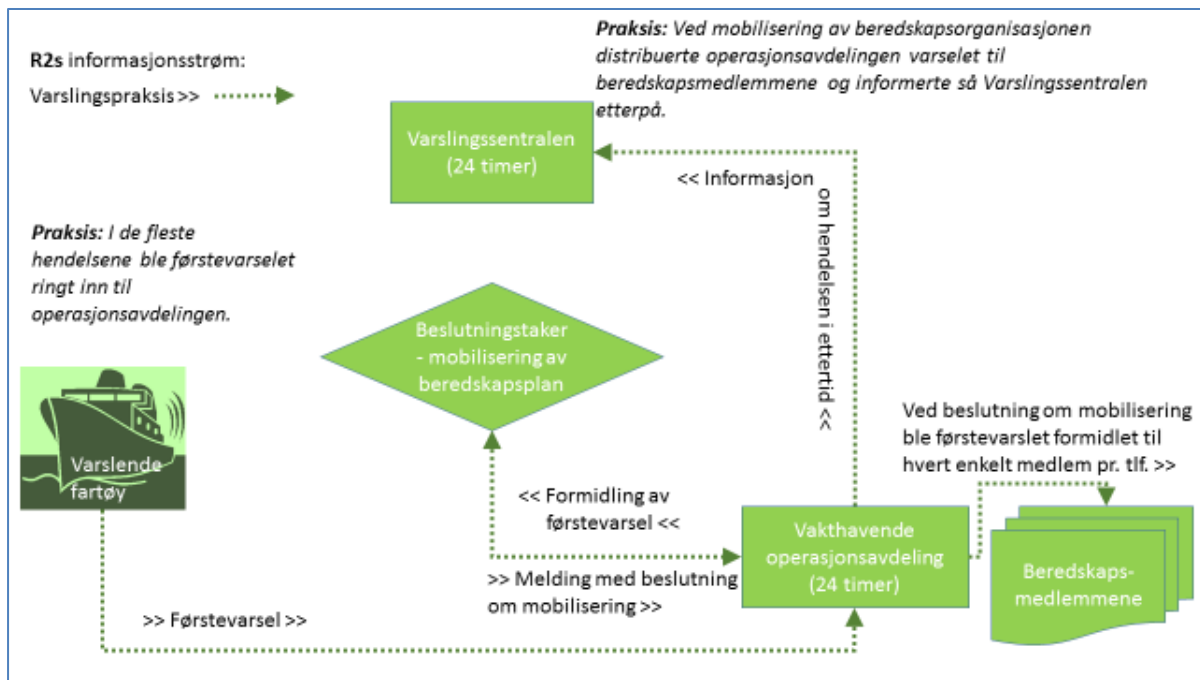 R2s informasjonsstrøm:
Varslingspraksis >>
Praksis: Ved mobilisering av beredskapsorganisasjonen
distribuerte operasjonsavdelingen varselet til
beredskapsmedlemmene og informerte så Varslingssentralen
etterpå.
Varslingssentralen
(24 timer)
<< Informasjon
om hendelsen i ettertid <<
Praksis: I de fleste
hendelsene ble førstevarselet
ringt inn til
operasjonsavdelingen.
Beslutningstaker
- mobilisering av
beredskapsplan
Varslende
fartøy
Ved beslutning om mobilisering
ble førstevarslet formidlet til
hvert enkelt medlem pr. tlf. >>
<< Formidling av
førstevarsel <<
>> Melding med beslutning
om mobilisering >>
Vakthavende
operasjonsavdeling
(24 timer)
Beredskaps-
medlemmene
>> Førstevarsel >>